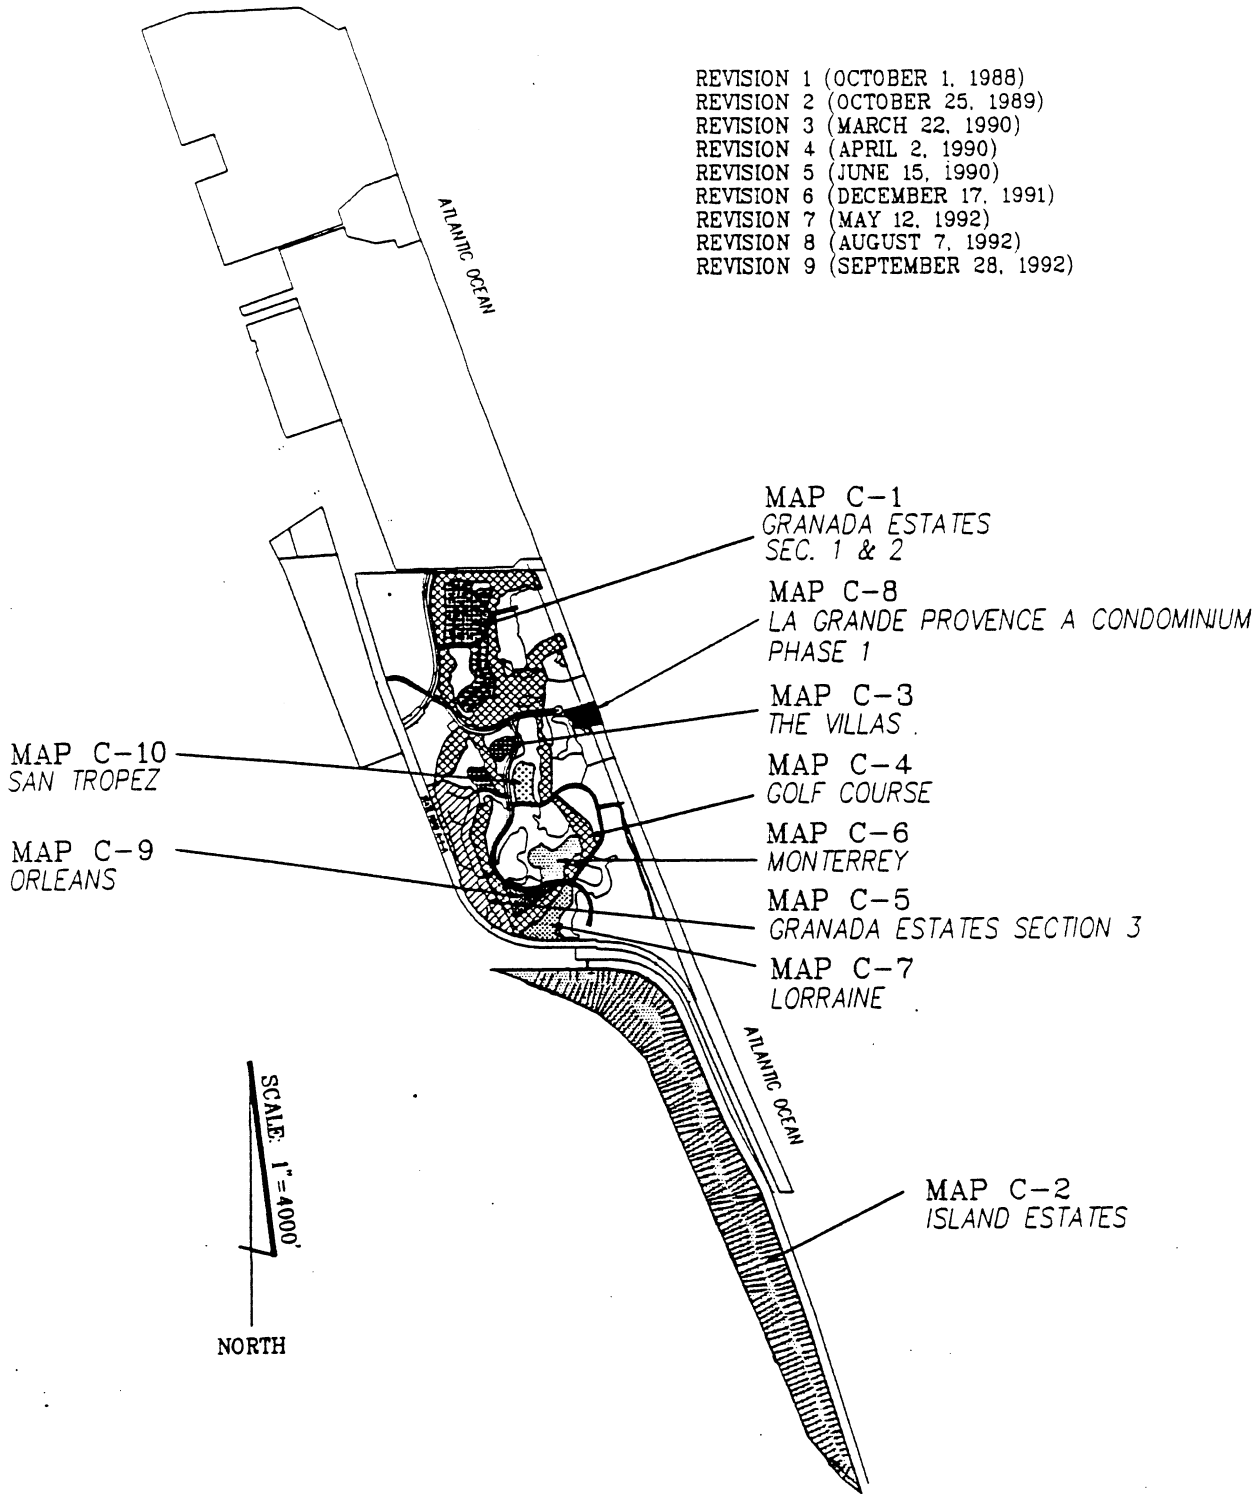 REVISION 1 (OCTOBER 1, 1988)
REVISION 2 (OCTOBER 25, 1989)
REVISION 3 (MARCH 22, 1990)
REVISION 4 (APRIL 2, 1990)
REVISION 5 (JUNE 15, 1990)
REVISION 6 (DECEMBER 17, 1991)
REVISION 7 (MAY 12, 1992)
REVISION 8 (AUGUST 7, 1992)
REVISION 9 (SEPTEMBER 28, 1992)
ATLANTIC OCEAN
MAP C-1
GRANADA ESTATES
SEC. 1 & 2
MAP C-8
LA GRANDE PROVENCE A CONDOMINIUM
PHASE 1
MAP C-3
THE VILLAS
MAP C-10
SAN TROPEZ
MAP C-4
GOLF COURSE
MAP C-6
MONTERREY
MAP C-9
ORLEANS
MAP C-5
GRANADA ESTATES SECTION 3
MAP C-7
LORRAINE
ATLANTIC OCEAN
SCALE: 1"=4000'
NORTH
MAP C-2
ISLAND ESTATES